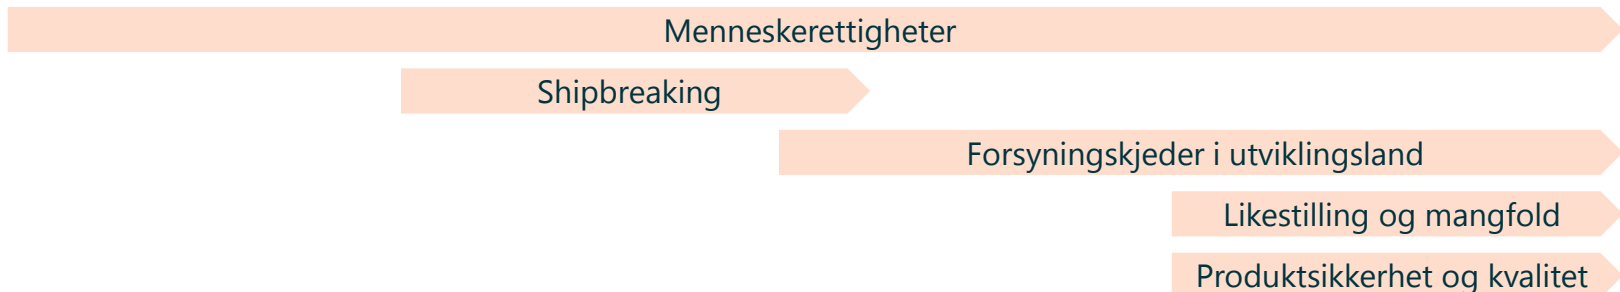 Menneskerettigheter
Shipbreaking
Forsyningskjeder i utviklingsland
Likestilling og mangfold
Produktsikkerhet og kvalitet